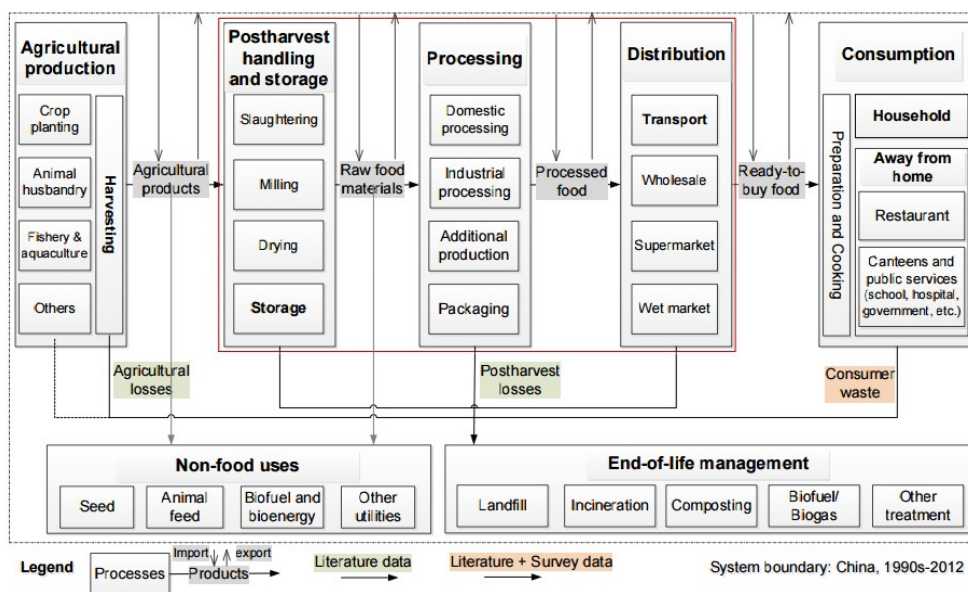 Agricultural
production
Crop
planting
Animal
husbandry
Fishery &
aquaculture
Others
Harvesting
Agricultural
products
Postharvest
handling
and storage
Slaughtering
Milling
Drying
Storage
Raw food
materials
Processing
Domestic
processing
Industrial
processing
Additional
production
Packaging
Processed
food
Distribution
Transport
Wholesale
Supermarket
Wet market
Ready-to-
buy food
Consumption
Preparation and Cooking
Household
Away from
home
Restaurant
Canteens and
public services
(school, hospital,
government, etc.)
Agricultural
losses
Postharvest
losses
Consumer
waste
Non-food uses
Seed
Animal
feed
Biofuel and
bioenergy
Other
utilities
End-of-life management
Landfill
Incineration
Composting
Biofuel/
Biogas
Other
treatment
Legend
Processes
Import
export
Products
Literature data
Literature + Survey data
System boundary: China, 1990s-2012